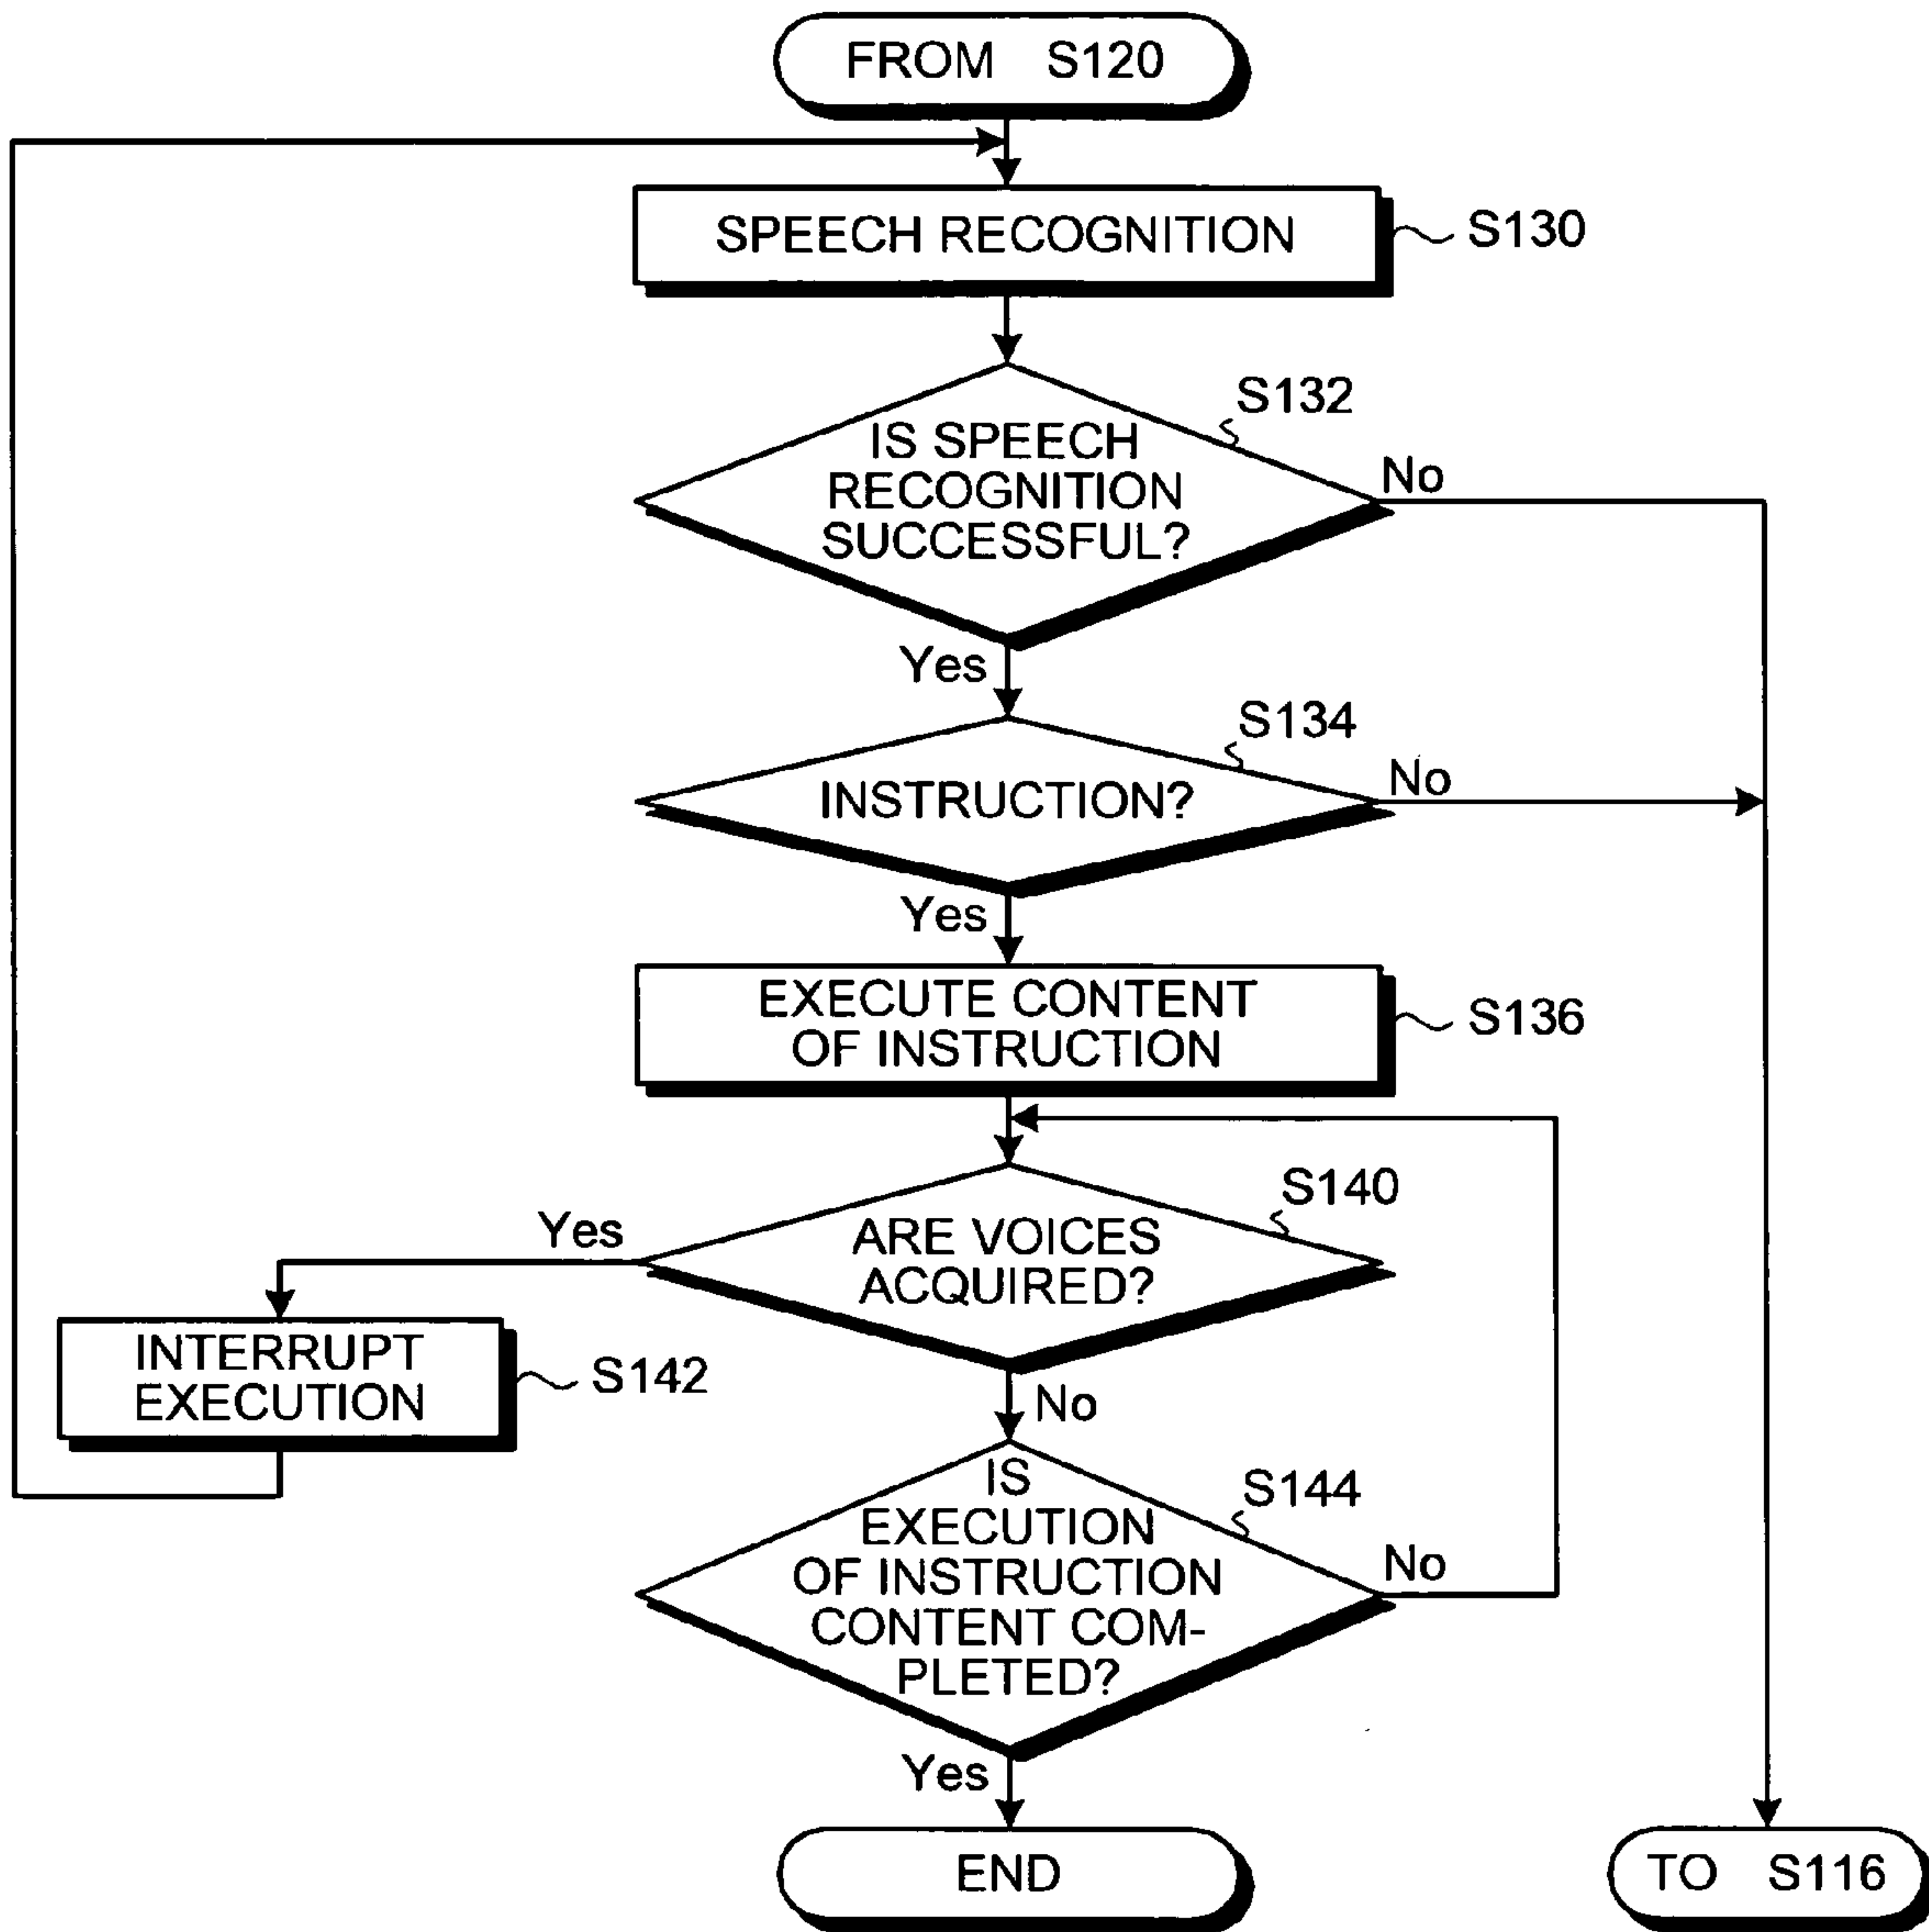 FROM S120
SPEECH RECOGNITION
S130
S132
IS SPEECH
RECOGNITION
SUCCESSFUL?
No
Yes
S134
INSTRUCTION?
No
Yes
EXECUTE CONTENT
OF INSTRUCTION
S136
S140
Yes
ARE VOICES
ACQUIRED?
INTERRUPT
EXECUTION
S142
No
S144
IS
EXECUTION
OF INSTRUCTION
CONTENT COM-
PLETED?
No
Yes
END
TO S116